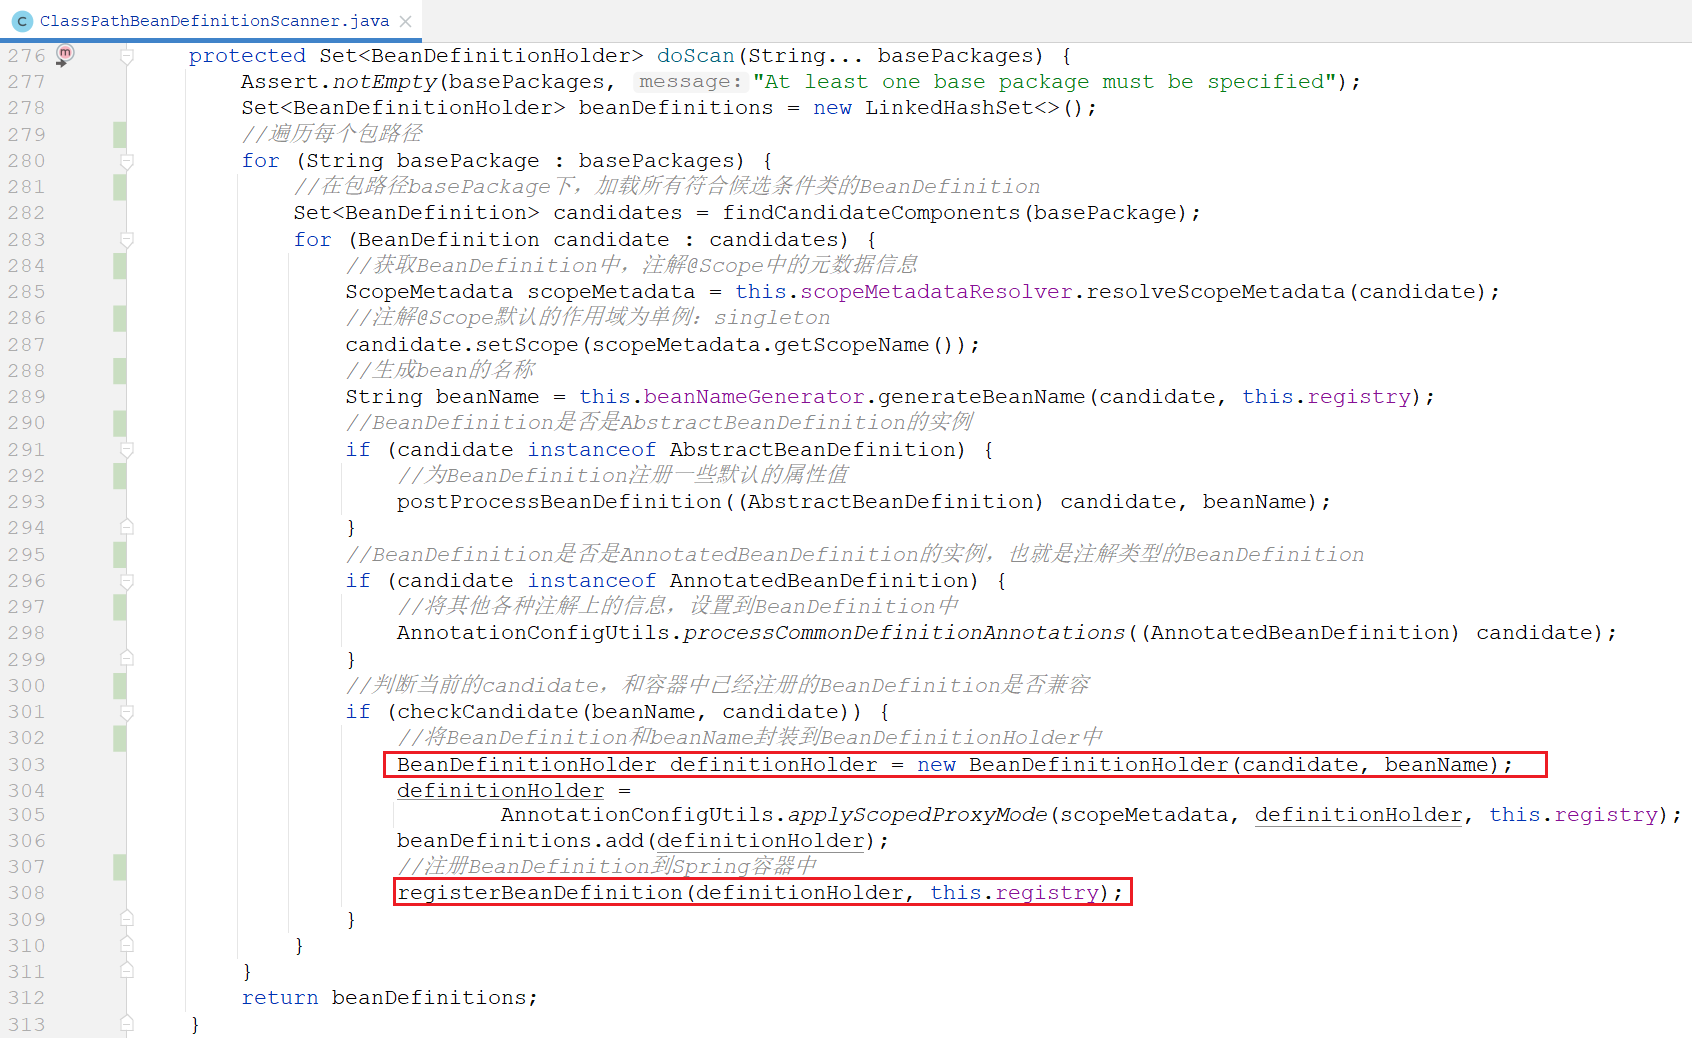 C ClassPathBeanDefinitionScanner.java
276 m protected Set<BeanDefinitionHolder> doScan(String... basePackages) {
277 Assert.notEmpty(basePackages, message: "At least one base package must be specified");
278 Set<BeanDefinitionHolder> beanDefinitions = new LinkedHashSet<>();
279 //遍历每个包路径
280 for (String basePackage : basePackages) {
281 //在包路径basePackage下，加载所有符合候选条件类的BeanDefinition
282 Set<BeanDefinition> candidates = findCandidateComponents(basePackage);
283 for (BeanDefinition candidate : candidates) {
284 //获取BeanDefinition中，注解@Scope中的元数据信息
285 ScopeMetadata scopeMetadata = this.scopeMetadataResolver.resolveScopeMetadata(candidate);
286 //注解@Scope默认的作用域为单例：singleton
287 candidate.setScope(scopeMetadata.getScopeName());
288 //生成bean的名称
289 String beanName = this.beanNameGenerator.generateBeanName(candidate, this.registry);
290 //BeanDefinition是否是AbstractBeanDefinition的实例
291 if (candidate instanceof AbstractBeanDefinition) {
292 //为BeanDefinition注册一些默认的属性值
293 postProcessBeanDefinition((AbstractBeanDefinition) candidate, beanName);
294 }
295 //BeanDefinition是否是AnnotatedBeanDefinition的实例，也就是注解类型的BeanDefinition
296 if (candidate instanceof AnnotatedBeanDefinition) {
297 //将其他各种注解上的信息，设置到BeanDefinition中
298 AnnotationConfigUtils.processCommonDefinitionAnnotations((AnnotatedBeanDefinition) candidate);
299 }
300 //判断当前的candidate，和容器中已经注册的BeanDefinition是否兼容
301 if (checkCandidate(beanName, candidate)) {
302 //将BeanDefinition和beanName封装到BeanDefinitionHolder中
303 BeanDefinitionHolder definitionHolder = new BeanDefinitionHolder(candidate, beanName);
304 definitionHolder =
305 AnnotationConfigUtils.applyScopedProxyMode(scopeMetadata, definitionHolder, this.registry);
306 beanDefinitions.add(definitionHolder);
307 //注册BeanDefinition到Spring容器中
308 registerBeanDefinition(definitionHolder, this.registry);
309 }
310 }
311 }
312 return beanDefinitions;
313 }